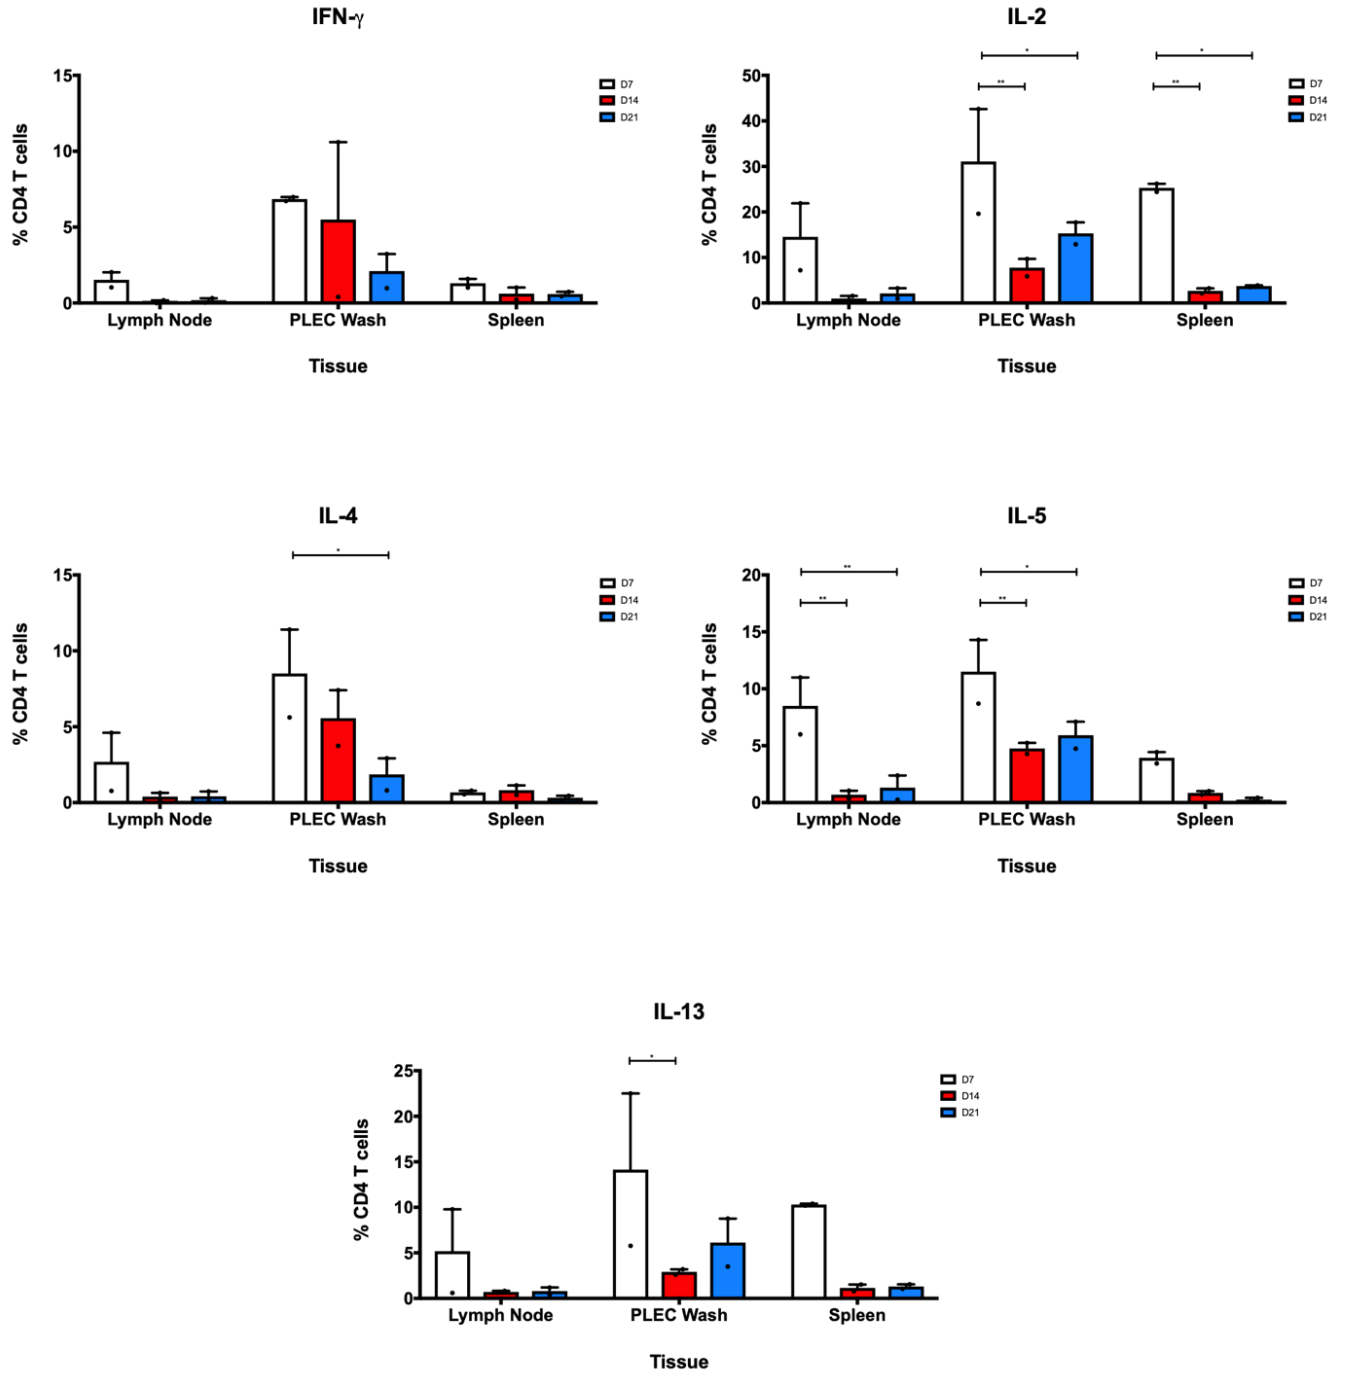 IFN-γ
*
**
*
**
IL-2
% CD4 T cells
15
10
5
0
Lymph Node
PLEC Wash
Spleen
Tissue
D7
D14
D21
% CD4 T cells
50
40
30
20
10
0
Lymph Node
PLEC Wash
Spleen
Tissue
D7
D14
D21
IL-4
*
% CD4 T cells
15
10
5
0
Lymph Node
PLEC Wash
Spleen
Tissue
D7
D14
D21
IL-5
**
**
*
**
% CD4 T cells
20
15
10
5
0
Lymph Node
PLEC Wash
Spleen
Tissue
D7
D14
D21
IL-13
*
% CD4 T cells
25
20
15
10
5
0
Lymph Node
PLEC Wash
Spleen
Tissue
D7
D14
D21